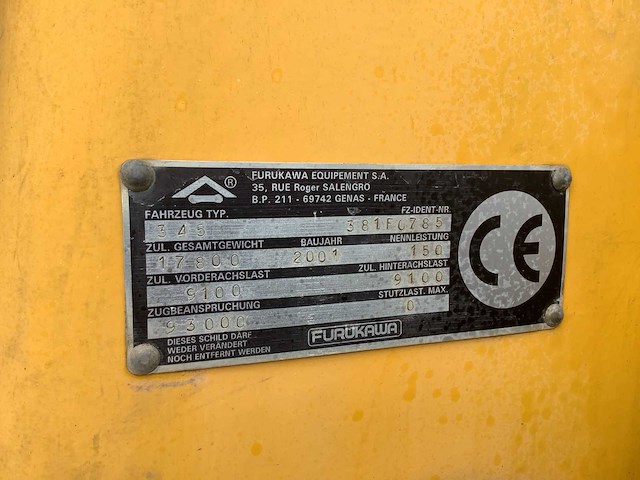 FURUKAWA EQUIPEMENT S.A.
35, RUE Roger SALENGRO
B.P. 211 - 69742 GENAS - FRANCE
®
FAHRZEUG TYP. FZ-IDENT-NR.
345 381F0785
ZUL. GESAMTGEWICHT BAUJAHR NENNLEISTUNG
17800 2001 150
ZUL. VORDERACHSLAST ZUL. HINTERACHSLAST
9100 9100
ZUGBEANSPRUCHUNG STUTZLAST. MAX.
93000 0
DIESES SCHILD DARF
WEDER VERÄNDERT
NOCH ENTFERNT WERDEN
FURUKAWA
CE